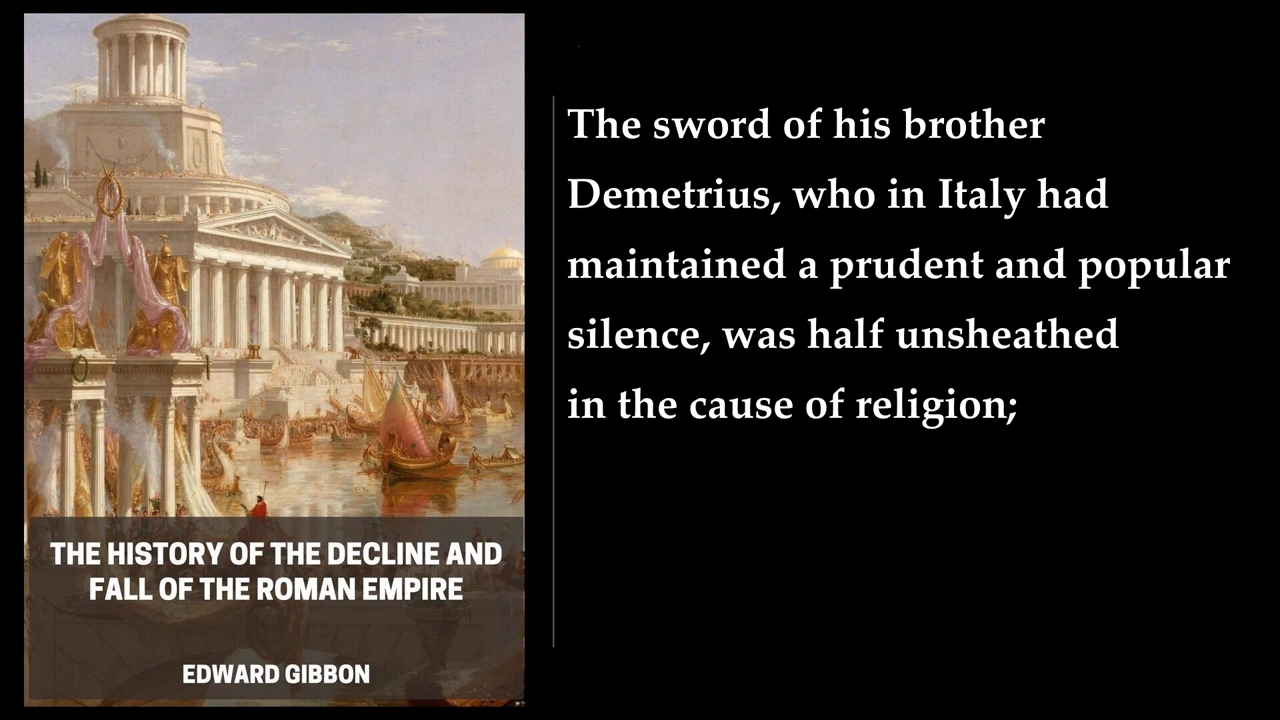 THE HISTORY OF THE DECLINE AND
FALL OF THE ROMAN EMPIRE
EDWARD GIBBON
The sword of his brother
Demetrius, who in Italy had
maintained a prudent and popular
silence, was half unsheathed
in the cause of religion;